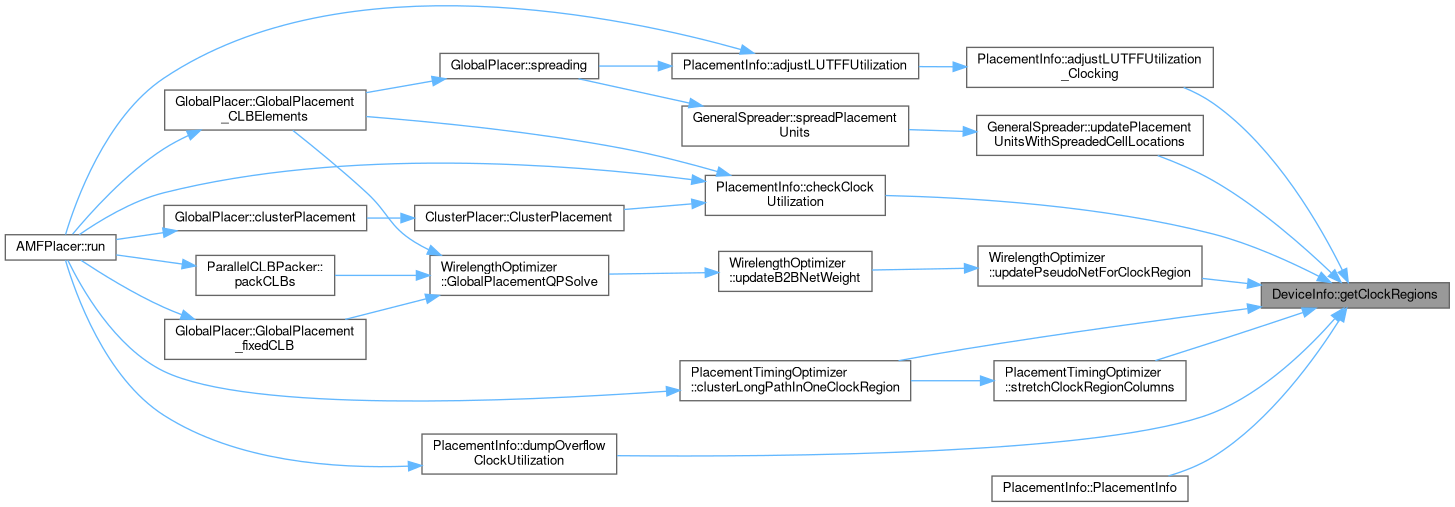 GlobalPlacer::spreading
PlacementInfo::adjustLUTFFUtilization
PlacementInfo::adjustLUTFFUtilization
_Clocking
GlobalPlacer::GlobalPlacement
_CLBElements
GeneralSpreader::spreadPlacement
Units
GeneralSpreader::updatePlacement
UnitsWithSpreadedCellLocations
PlacementInfo::checkClock
Utilization
GlobalPlacer::clusterPlacement
ClusterPlacer::ClusterPlacement
AMFPlacer::run
ParallelCLBPacker::
packCLBs
WirelengthOptimizer
::GlobalPlacementQPSolve
WirelengthOptimizer
::updateB2BNetWeight
WirelengthOptimizer
::updatePseudoNetForClockRegion
DeviceInfo::getClockRegions
GlobalPlacer::GlobalPlacement
_fixedCLB
PlacementTimingOptimizer
::clusterLongPathInOneClockRegion
PlacementTimingOptimizer
::stretchClockRegionColumns
PlacementInfo::dumpOverflow
ClockUtilization
PlacementInfo::PlacementInfo